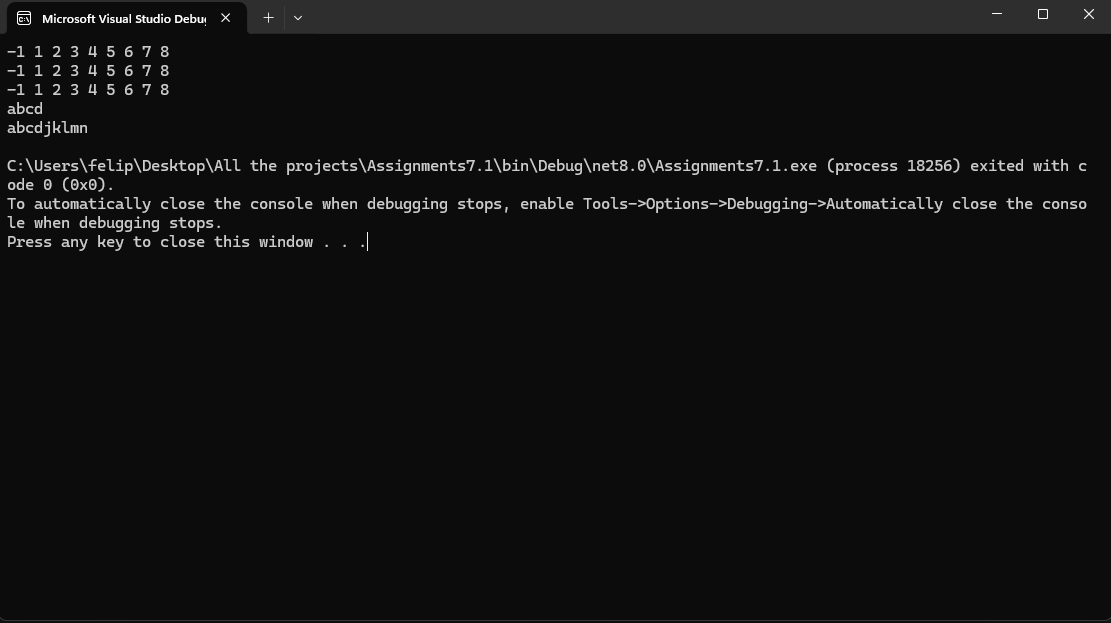 Microsoft Visual Studio Debug
-1 1 2 3 4 5 6 7 8
-1 1 2 3 4 5 6 7 8
-1 1 2 3 4 5 6 7 8
abcd
abcdjklmn
C:\Users\felip\Desktop\All the projects\Assignments7.1\bin\Debug\net8.0\Assignments7.1.exe (process 18256) exited with c
ode 0 (0x0).
To automatically close the console when debugging stops, enable Tools->Options->Debugging->Automatically close the conso
le when debugging stops.
Press any key to close this window . . .